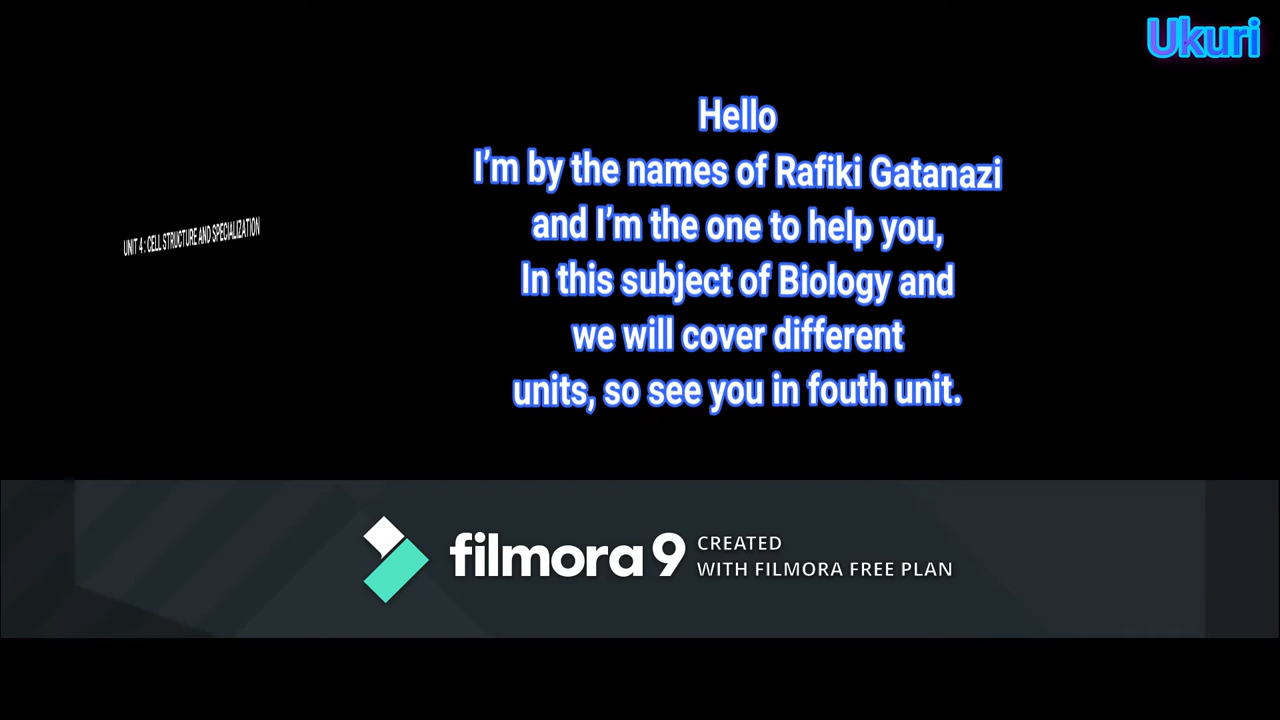 Ukuri
Hello
I'm by the names of Rafiki Gatanazi
and I'm the one to help you,
In this subject of Biology and
we will cover different
units, so see you in fouth unit.
UNIT 4 : CELL STRUCTURE AND SPECIALIZATION
filmora 9
CREATED
WITH FILMORA FREE PLAN